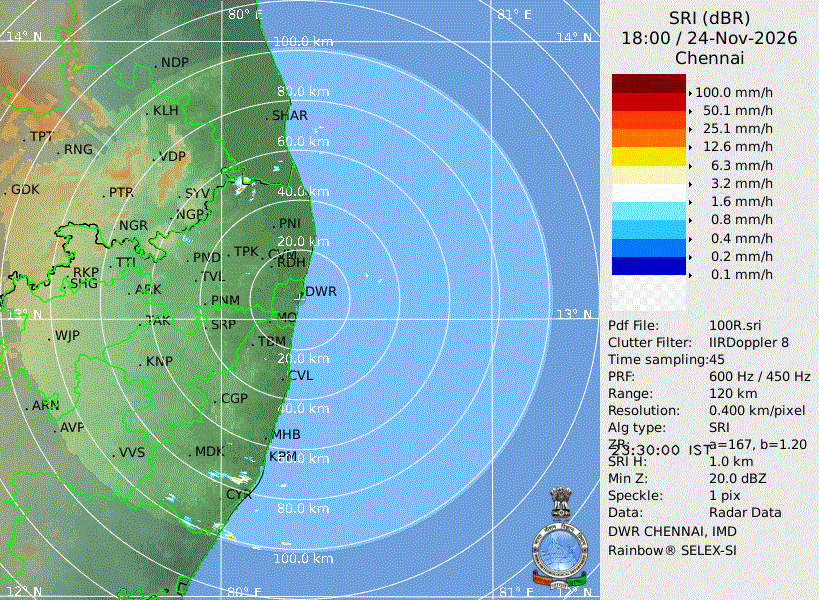 80° E
81° E
14° N
14° N
100.0 km
NDP
80.0 km
KLH
SHAR
TPT
RNG
60.0 km
VDP
GDK
PTR
SYV
40.0 km
NGR
NGP
PNI
20.0 km
TPK
PND
RDH
TTI
RKP
SHG
TVL
ARK
DWR
PNM
13° N
13° N
TAK
SRP
MO
WJP
TBM
20.0 km
KNP
CVL
CGP
40.0 km
ARN
AVP
MHB
VVS
MDK
KPM
60.0 km
CYR
80.0 km
100.0 km
12° N
80° E
81° E
12° N
SRI (dBR)
18:00 / 24-Nov-2026
Chennai
100.0 mm/h
50.1 mm/h
25.1 mm/h
12.6 mm/h
6.3 mm/h
3.2 mm/h
1.6 mm/h
0.8 mm/h
0.4 mm/h
0.2 mm/h
0.1 mm/h
Pdf File: 100R.sri
Clutter Filter: IIRDoppler 8
Time sampling:45
PRF: 600 Hz / 450 Hz
Range: 120 km
Resolution: 0.400 km/pixel
Alg type: SRI
ZR: a=167, b=1.20
23:30:00 IST
SRI H: 1.0 km
Min Z: 20.0 dBZ
Speckle: 1 pix
Data: Radar Data
DWR CHENNAI, IMD
Rainbow® SELEX-SI